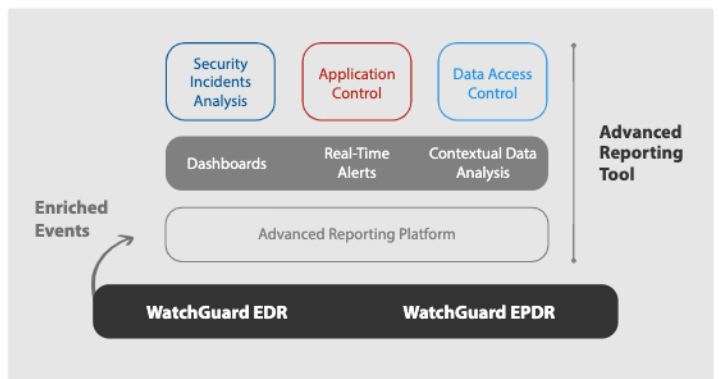 Security
Incidents
Analysis
Application
Control
Data Access
Control
Dashboards
Real-Time
Alerts
Contextual Data
Analysis
Advanced
Reporting
Tool
Enriched
Events
Advanced Reporting Platform
WatchGuard EDR
WatchGuard EPDR